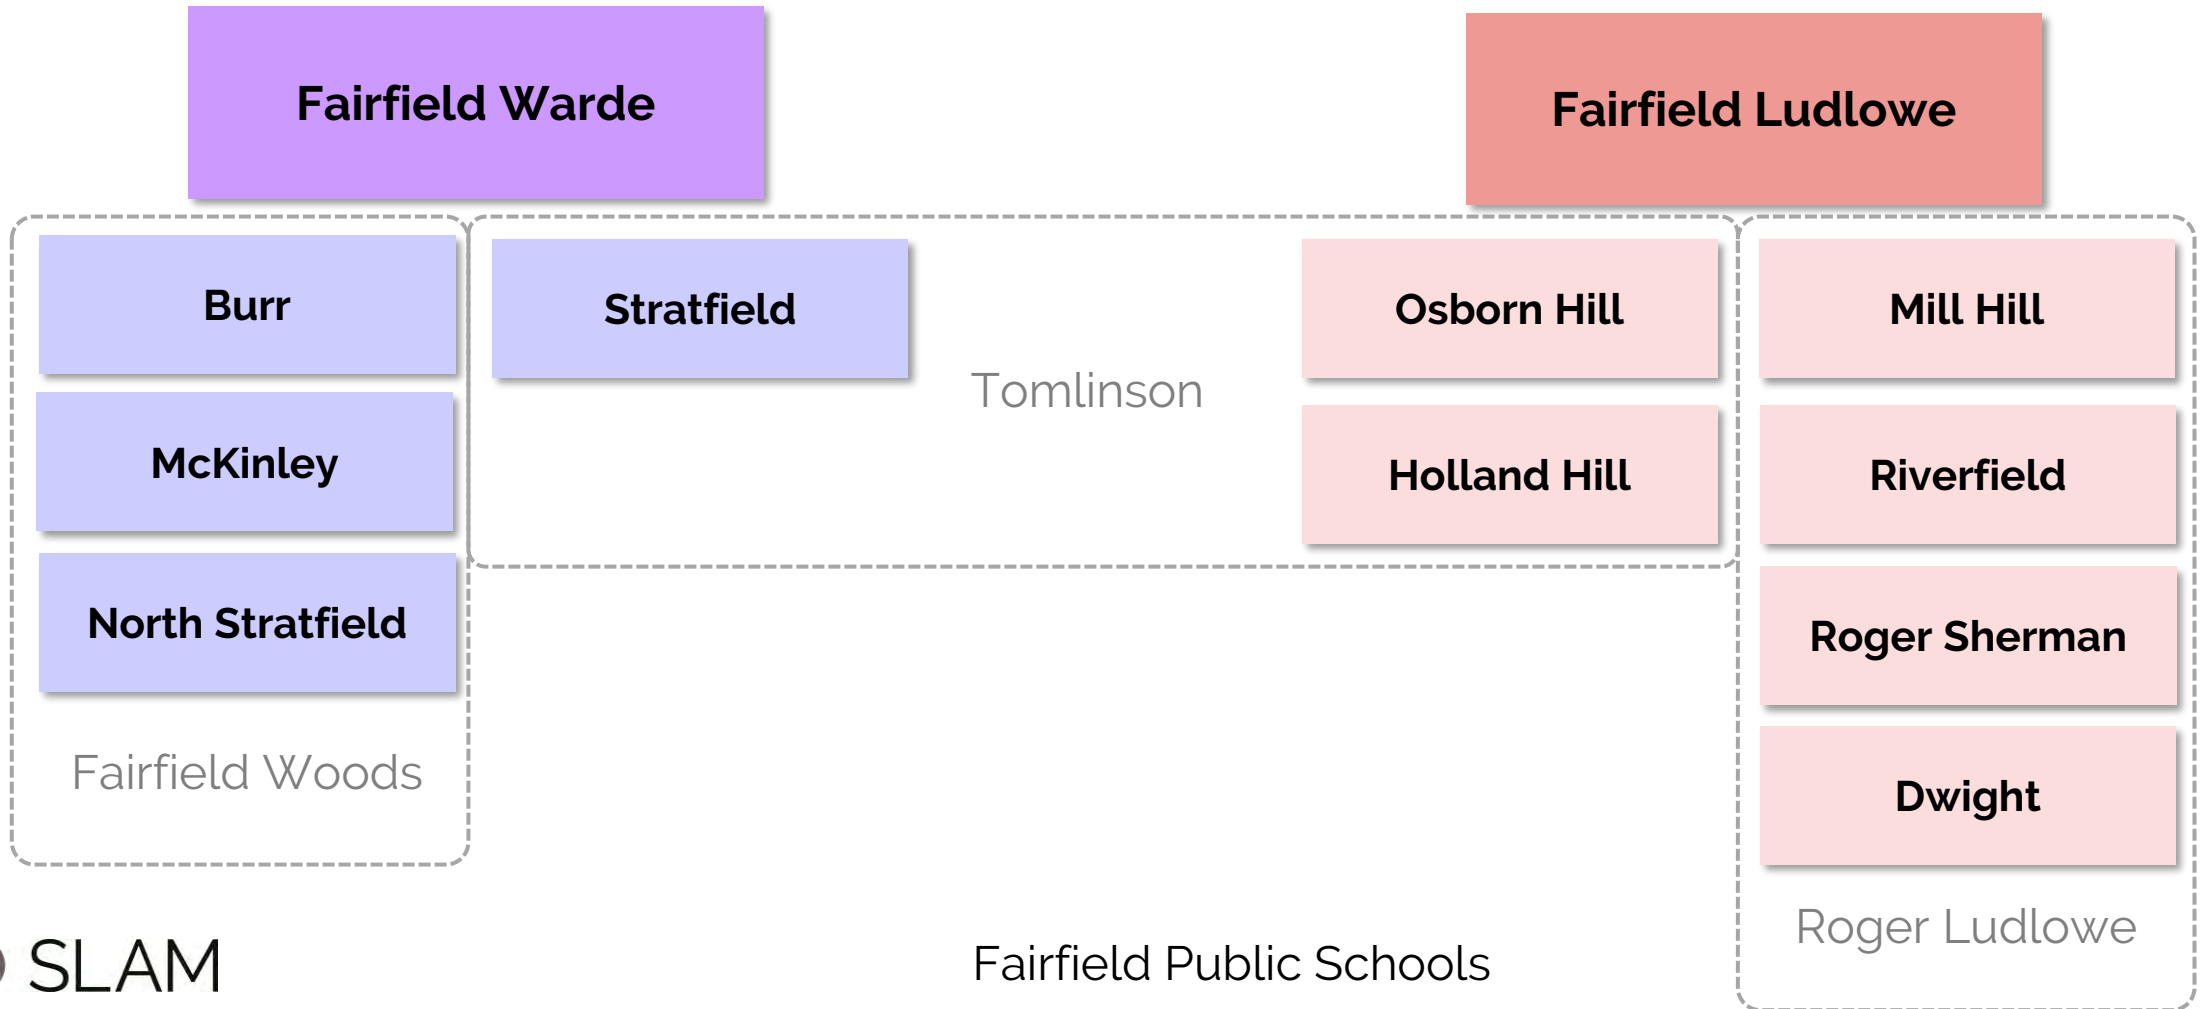 Fairfield Warde
Fairfield Ludlowe
Burr
Stratfield
Osborn Hill
Mill Hill
Tomlinson
McKinley
Holland Hill
Riverfield
North Stratfield
Roger Sherman
Fairfield Woods
Dwight
Roger Ludlowe
SLAM
Fairfield Public Schools